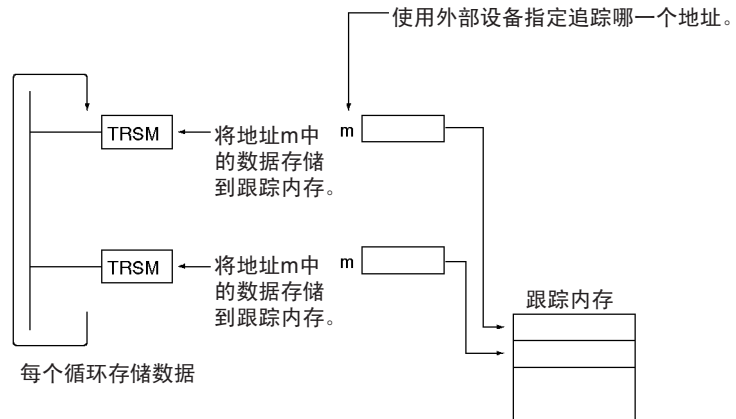 使用外部设备指定追踪哪一个地址。
TRSM
将地址m中
的数据存储
到跟踪内存。
m
TRSM
将地址m中
的数据存储
到跟踪内存。
m
跟踪内存
每个循环存储数据